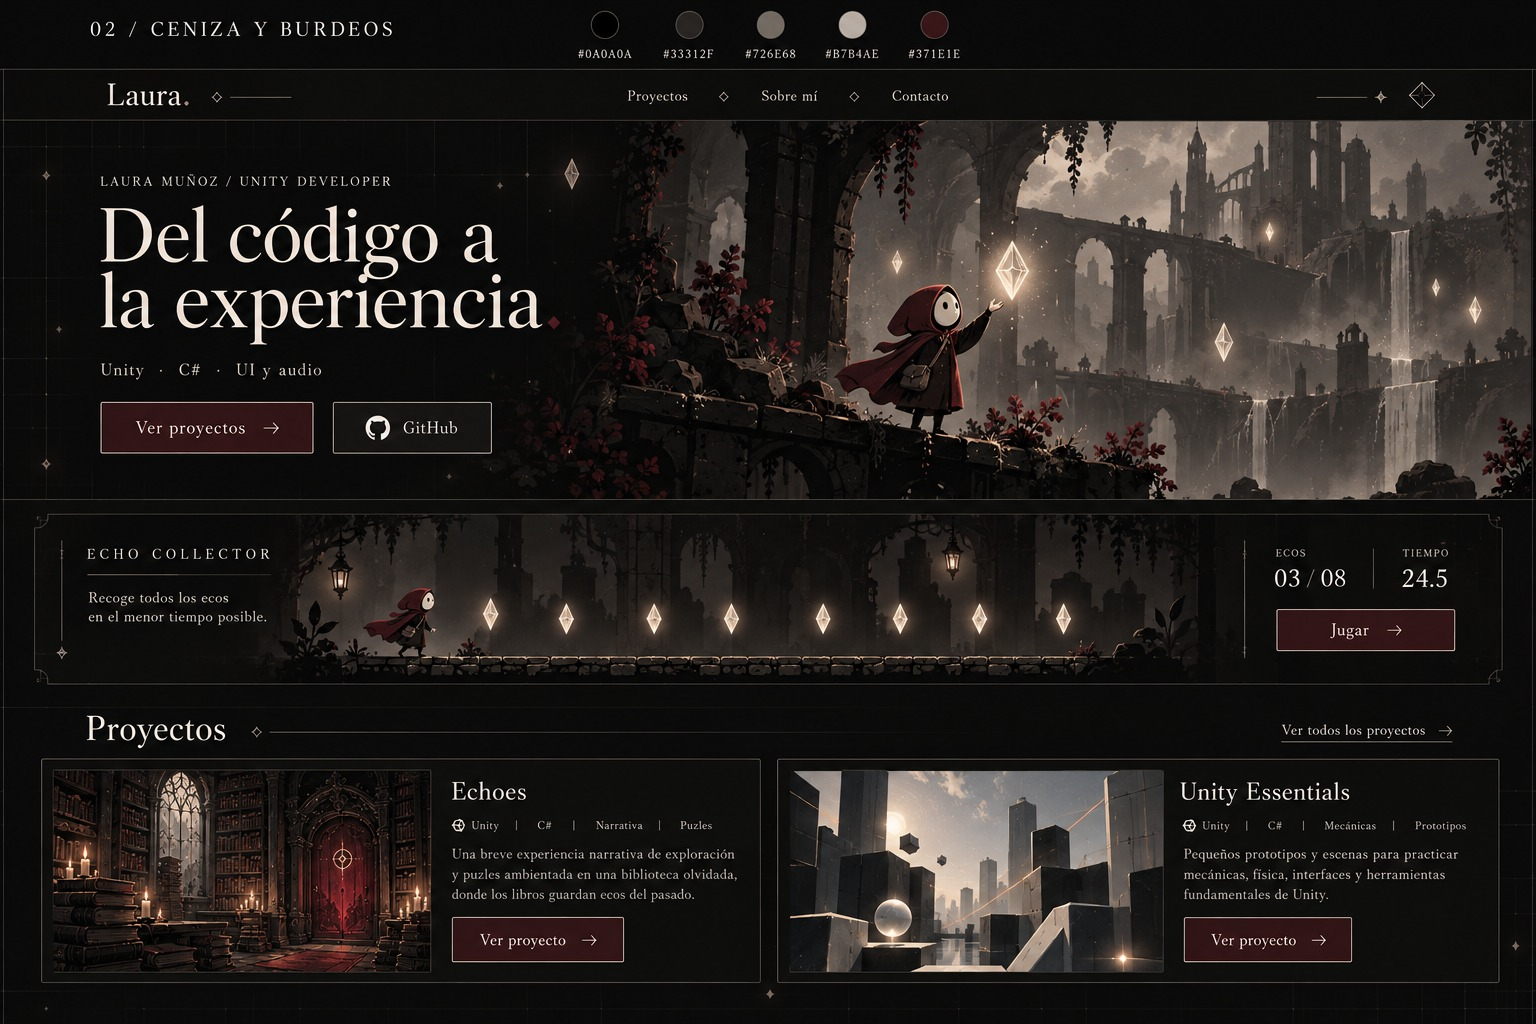 02 / CENIZA Y BURDEOS
#0A0A0A
#33312F
#726E68
#B7B4AE
#371E1E
Laura.
Proyectos
Sobre mí
Contacto
LAURA MUÑOZ / UNITY DEVELOPER
Del código a
la experiencia
Unity · C# · UI y audio
Ver proyectos →
GitHub
ECHO COLLECTOR
Recoge todos los ecos
en el menor tiempo posible.
ECOS
03 / 08
TIEMPO
24.5
Jugar →
Proyectos
Ver todos los proyectos →
Echoes
Unity | C# | Narrativa | Puzles
Una breve experiencia narrativa de exploración
y puzles ambientada en una biblioteca olvidada,
donde los libros guardan ecos del pasado.
Ver proyecto →
Unity Essentials
Unity | C# | Mecánicas | Prototipos
Pequeños prototipos y escenas para practicar
mecánicas, física, interfaces y herramientas
fundamentales de Unity.
Ver proyecto →